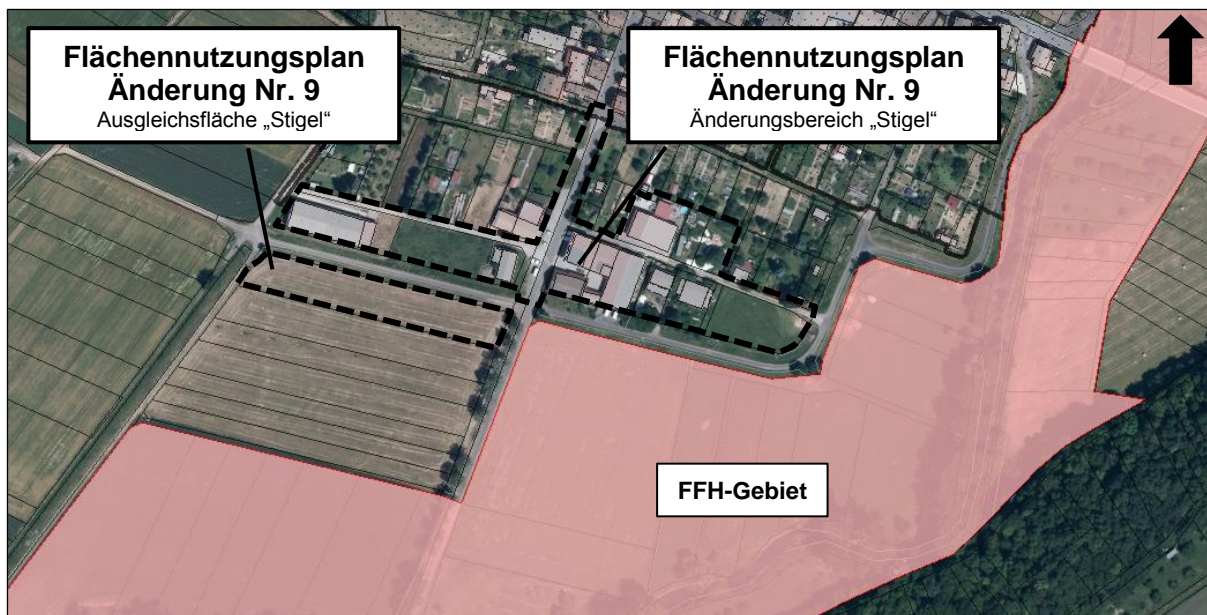 Flächennutzungsplan
Änderung Nr. 9
Ausgleichsfläche „Stigel“
Flächennutzungsplan
Änderung Nr. 9
Änderungsbereich „Stigel“
FFH-Gebiet